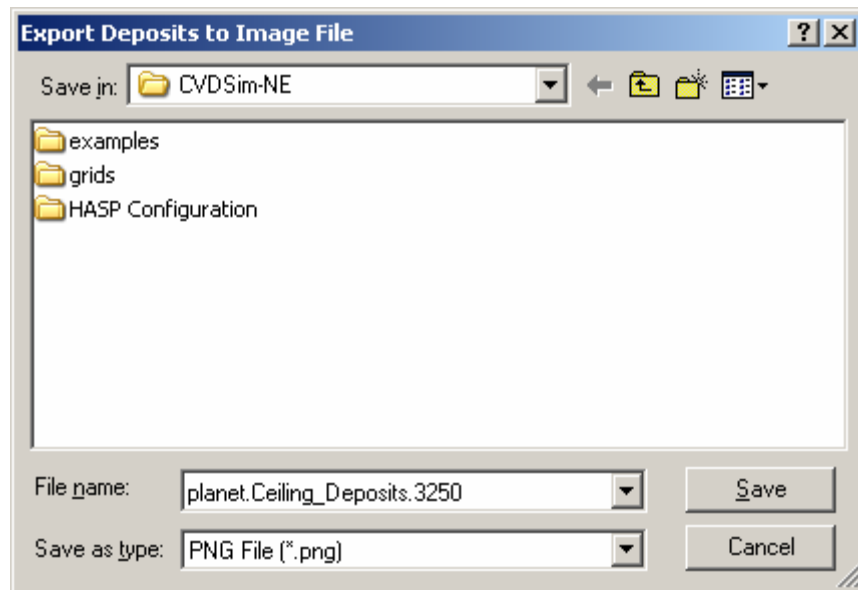 Export Deposits to Image File
Save in: CVDSim-NE
examples
grids
HASP Configuration
File name: planet.Ceiling_Deposits.3250 Save
Save as type: PNG File (*.png) Cancel